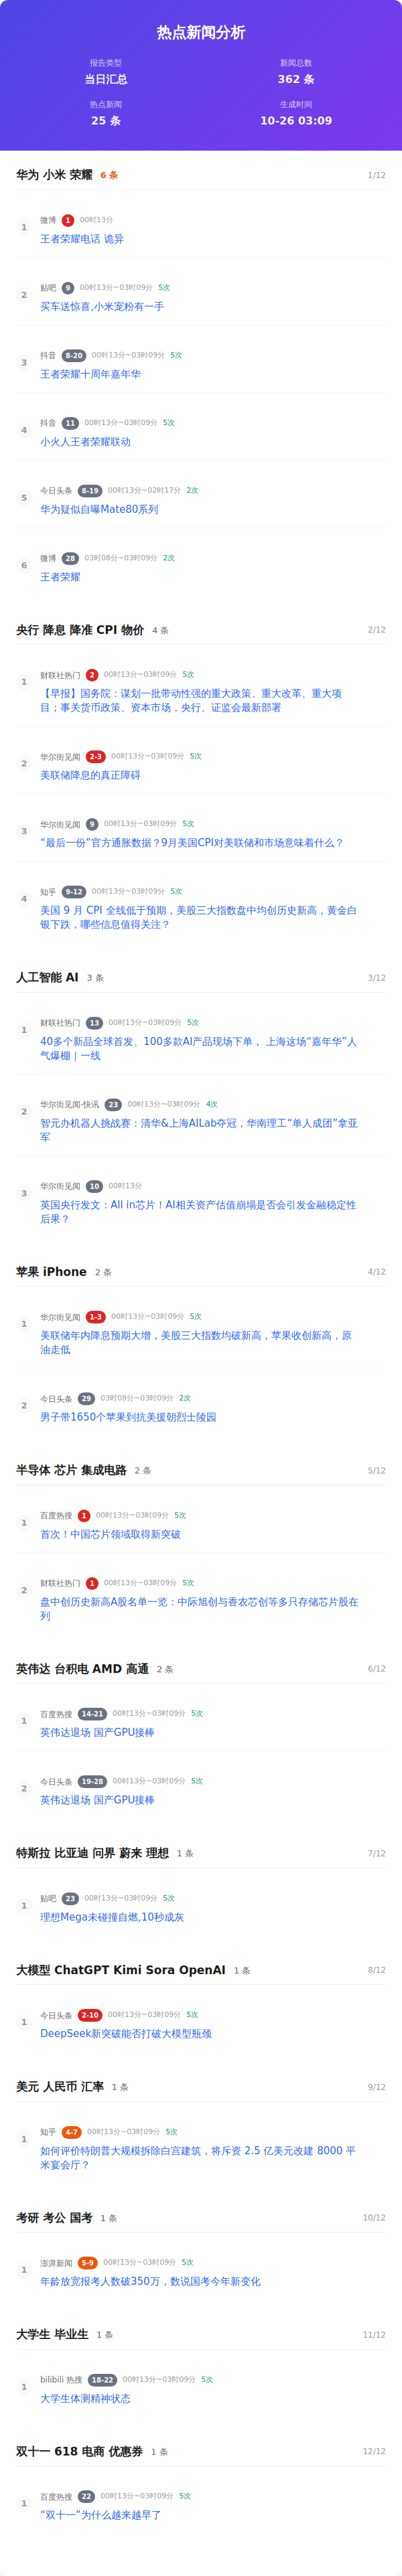 热点新闻分析
报告类型
当日汇总
新闻总数
362 条
热点新闻
25 条
生成时间
10-26 03:09
华为 小米 荣耀 6 条 1/12
1
微博 1 00时13分
王者荣耀电话 诡异
2
贴吧 9 00时13分~03时09分 5次
买车送惊喜,小米宠粉有一手
3
抖音 8-20 00时13分~03时09分 5次
王者荣耀十周年嘉年华
4
抖音 11 00时13分~03时09分 5次
小火人王者荣耀联动
5
今日头条 8-19 00时13分~02时17分 2次
华为疑似自曝Mate80系列
6
微博 28 03时08分~03时09分 2次
王者荣耀
央行 降息 降准 CPI 物价 4 条 2/12
1
财联社热门 2 00时13分~03时09分 5次
【早报】国务院：谋划一批带动性强的重大政策、重大改革、重大项
目；事关货币政策、资本市场，央行、证监会最新部署
2
华尔街见闻 2-3 00时13分~03时09分 5次
美联储降息的真正障碍
3
华尔街见闻 9 00时13分~03时09分 5次
“最后一份”官方通胀数据？9月美国CPI对美联储和市场意味着什么？
4
知乎 9-12 00时13分~03时09分 5次
美国 9 月 CPI 全线低于预期，美股三大指数盘中均创历史新高，黄金白
银下跌，哪些信息值得关注？
人工智能 AI 3 条 3/12
1
财联社热门 13 00时13分~03时09分 5次
40多个新品全球首发、100多款AI产品现场下单， 上海这场“嘉年华”人
气爆棚｜一线
2
华尔街见闻-快讯 23 00时13分~03时09分 4次
智元办机器人挑战赛：清华&上海AILab夺冠，华南理工“单人成团”拿亚
军
3
华尔街见闻 10 00时13分
英国央行发文：All in芯片！AI相关资产估值崩塌是否会引发金融稳定性
后果？
苹果 iPhone 2 条 4/12
1
华尔街见闻 1-3 00时13分~03时09分 5次
美联储年内降息预期大增，美股三大指数均破新高，苹果收创新高，原
油走低
2
今日头条 29 03时08分~03时09分 2次
男子带1650个苹果到抗美援朝烈士陵园
半导体 芯片 集成电路 2 条 5/12
1
百度热搜 1 00时13分~03时09分 5次
首次！中国芯片领域取得新突破
2
财联社热门 1 00时13分~03时09分 5次
盘中创历史新高A股名单一览：中际旭创与香农芯创等多只存储芯片股在
列
英伟达 台积电 AMD 高通 2 条 6/12
1
百度热搜 14-21 00时13分~03时09分 5次
英伟达退场 国产GPU接棒
2
今日头条 19-28 00时13分~03时09分 5次
英伟达退场 国产GPU接棒
特斯拉 比亚迪 问界 蔚来 理想 1 条 7/12
1
贴吧 23 00时13分~03时09分 5次
理想Mega未碰撞自燃,10秒成灰
大模型 ChatGPT Kimi Sora OpenAI 1 条 8/12
1
今日头条 2-10 00时13分~03时09分 5次
DeepSeek新突破能否打破大模型瓶颈
美元 人民币 汇率 1 条 9/12
1
知乎 4-7 00时13分~03时09分 5次
如何评价特朗普大规模拆除白宫建筑，将斥资 2.5 亿美元改建 8000 平
米宴会厅？
考研 考公 国考 1 条 10/12
1
澎湃新闻 5-9 00时13分~03时09分 5次
年龄放宽报考人数破350万，数说国考今年新变化
大学生 毕业生 1 条 11/12
1
bilibili 热搜 18-22 00时13分~03时09分 5次
大学生体测精神状态
双十一 618 电商 优惠券 1 条 12/12
1
百度热搜 22 00时13分~03时09分 5次
“双十一”为什么越来越早了